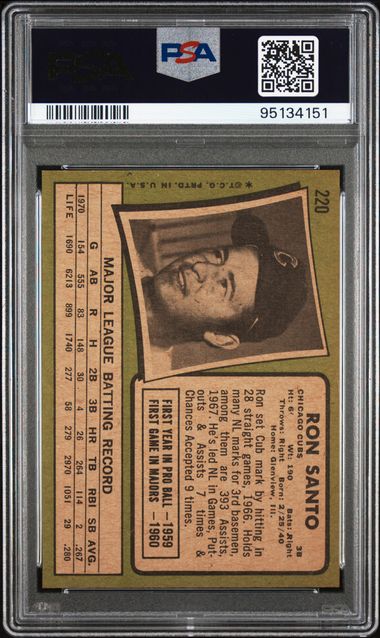 PSA
95134151
220
*©T.C.G. PRTD. IN U.S.A.
RON SANTO
CHICAGO CUBS 3B
Ht: 6' Wt: 190 Bats: Right
Throws: Right Born: 2/25/40
Home: Glenview, Ill.
Ron set Cub mark by hitting in
28 straight games, 1966. Holds
many NL marks for 3rd basemen,
among them are 393 Assists,
1967. He's led NL in Games, Put-
outs & Assists 7 times &
Chances Accepted 9 times.
FIRST YEAR IN PRO BALL—1959
FIRST GAME IN MAJORS—1960
MAJOR LEAGUE BATTING RECORD
G AB R H 2B 3B HR TB RBI SB AVG.
1970 154 555 83 148 30 4 26 264 114 2 .267
LIFE 1690 6213 899 1740 277 58 279 2970 1051 29 .280